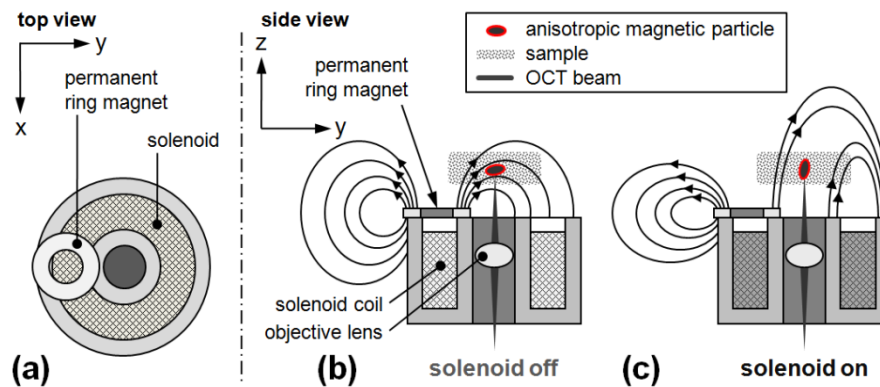 top view
y
x
permanent
ring magnet
solenoid
(a)
side view
z
y
permanent
ring magnet
anisotropic magnetic particle
sample
OCT beam
solenoid coil
objective lens
(b)
solenoid off
(c)
solenoid on